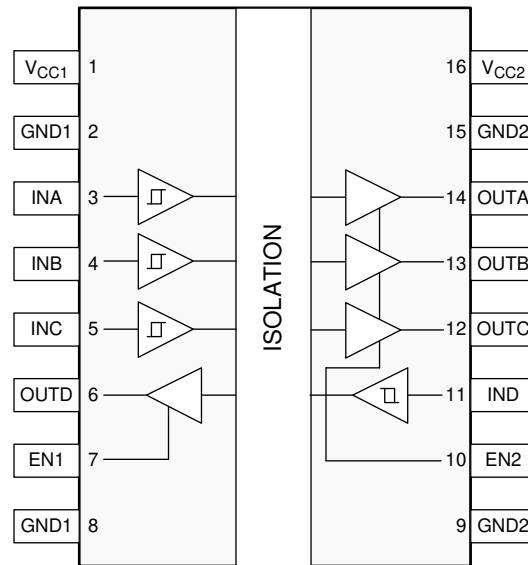 VCC1 1 16 VCC2
GND1 2 15 GND2
INA 3 14 OUTA
INB 4 13 OUTB
INC 5 12 OUTC
OUTD 6 11 IND
EN1 7 10 EN2
GND1 8 9 GND2
ISOLATION